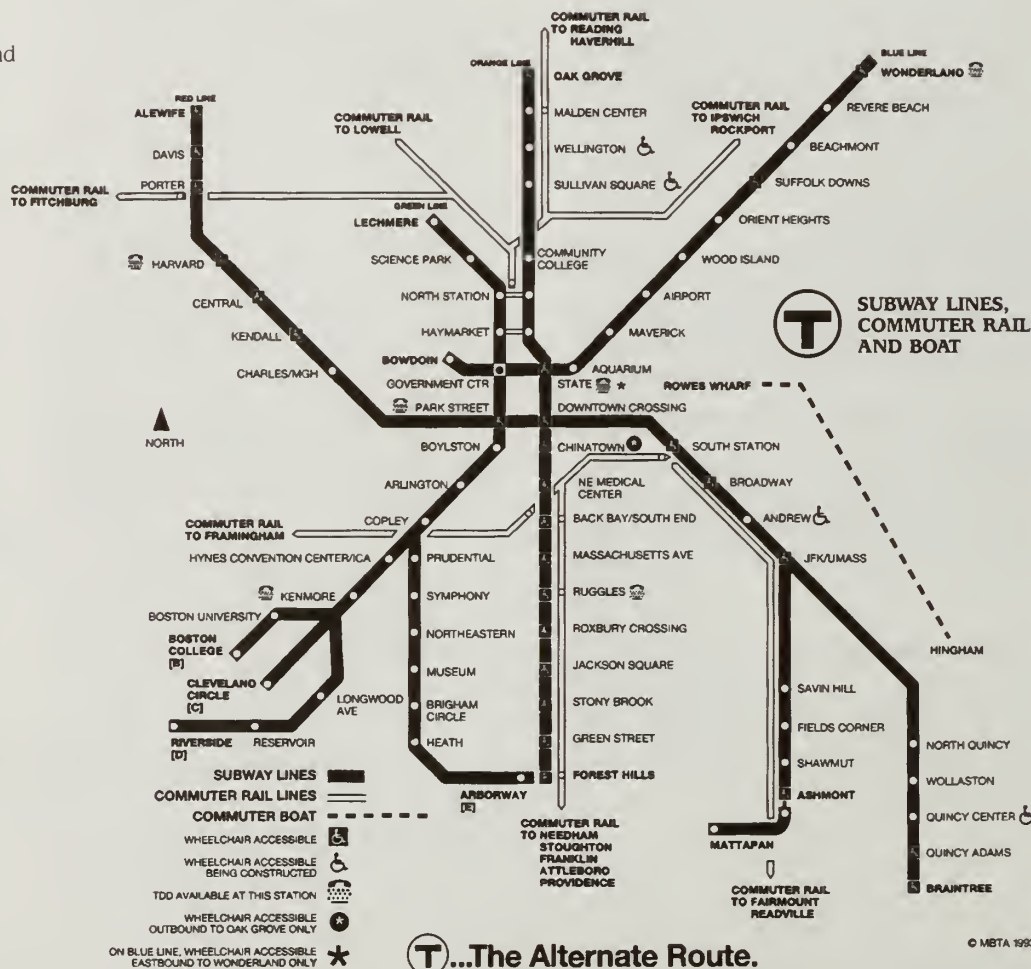 nd
COMMUTER RAIL
TO READING
HAVERHILL
ORANGE LINE
OAK GROVE
MALDEN CENTER
WELLINGTON
SULLIVAN SQUARE
COMMUNITY
COLLEGE
BLUE LINE
WONDERLAND
REVERE BEACH
BEACHMONT
SUFFOLK DOWNS
ORIENT HEIGHTS
WOOD ISLAND
AIRPORT
MAVERICK
AQUARIUM
COMMUTER RAIL
TO IPSWICH
ROCKPORT
RED LINE
ALEWIFE
DAVIS
PORTER
COMMUTER RAIL
TO FITCHBURG
COMMUTER RAIL
TO LOWELL
GREEN LINE
LECHMERE
SCIENCE PARK
NORTH STATION
HAYMARKET
BOWDOIN
GOVERNMENT CTR
HARVARD
CENTRAL
KENDALL
CHARLES/MGH
PARK STREET
T
SUBWAY LINES,
COMMUTER RAIL
AND BOAT
STATE *
ROWES WHARF
DOWNTOWN CROSSING
NORTH
BOYLSTON
CHINATOWN
SOUTH STATION
ARLINGTON
NE MEDICAL
CENTER
BROADWAY
COPLEY
BACK BAY/SOUTH END
ANDREW
COMMUTER RAIL
TO FRAMINGHAM
HYNES CONVENTION CENTER/ICA
PRUDENTIAL
MASSACHUSETTS AVE
JFK/UMASS
KENMORE
SYMPHONY
RUGGLES
BOSTON UNIVERSITY
NORTHEASTERN
ROXBURY CROSSING
BOSTON
COLLEGE
[B]
HINGHAM
CLEVELAND
CIRCLE
[C]
MUSEUM
JACKSON SQUARE
SAVIN HILL
LONGWOOD
AVE
BRIGHAM
CIRCLE
STONY BROOK
FIELDS CORNER
RIVERSIDE
[D]
RESERVOIR
HEATH
GREEN STREET
NORTH QUINCY
SHAWMUT
WOLLASTON
ARBORWAY
[E]
FOREST HILLS
ASHMONT
QUINCY CENTER
MATTAPAN
QUINCY ADAMS
BRAINTREE
COMMUTER RAIL
TO NEEDHAM
STOUGHTON
FRANKLIN
ATTLEBORO
PROVIDENCE
COMMUTER RAIL
TO FAIRMOUNT
READVILLE
SUBWAY LINES
COMMUTER RAIL LINES
COMMUTER BOAT
WHEELCHAIR ACCESSIBLE
WHEELCHAIR ACCESSIBLE
BEING CONSTRUCTED
TDD AVAILABLE AT THIS STATION
WHEELCHAIR ACCESSIBLE
OUTBOUND TO OAK GROVE ONLY
ON BLUE LINE, WHEELCHAIR ACCESSIBLE
EASTBOUND TO WONDERLAND ONLY *
T...The Alternate Route.
© MBTA 199